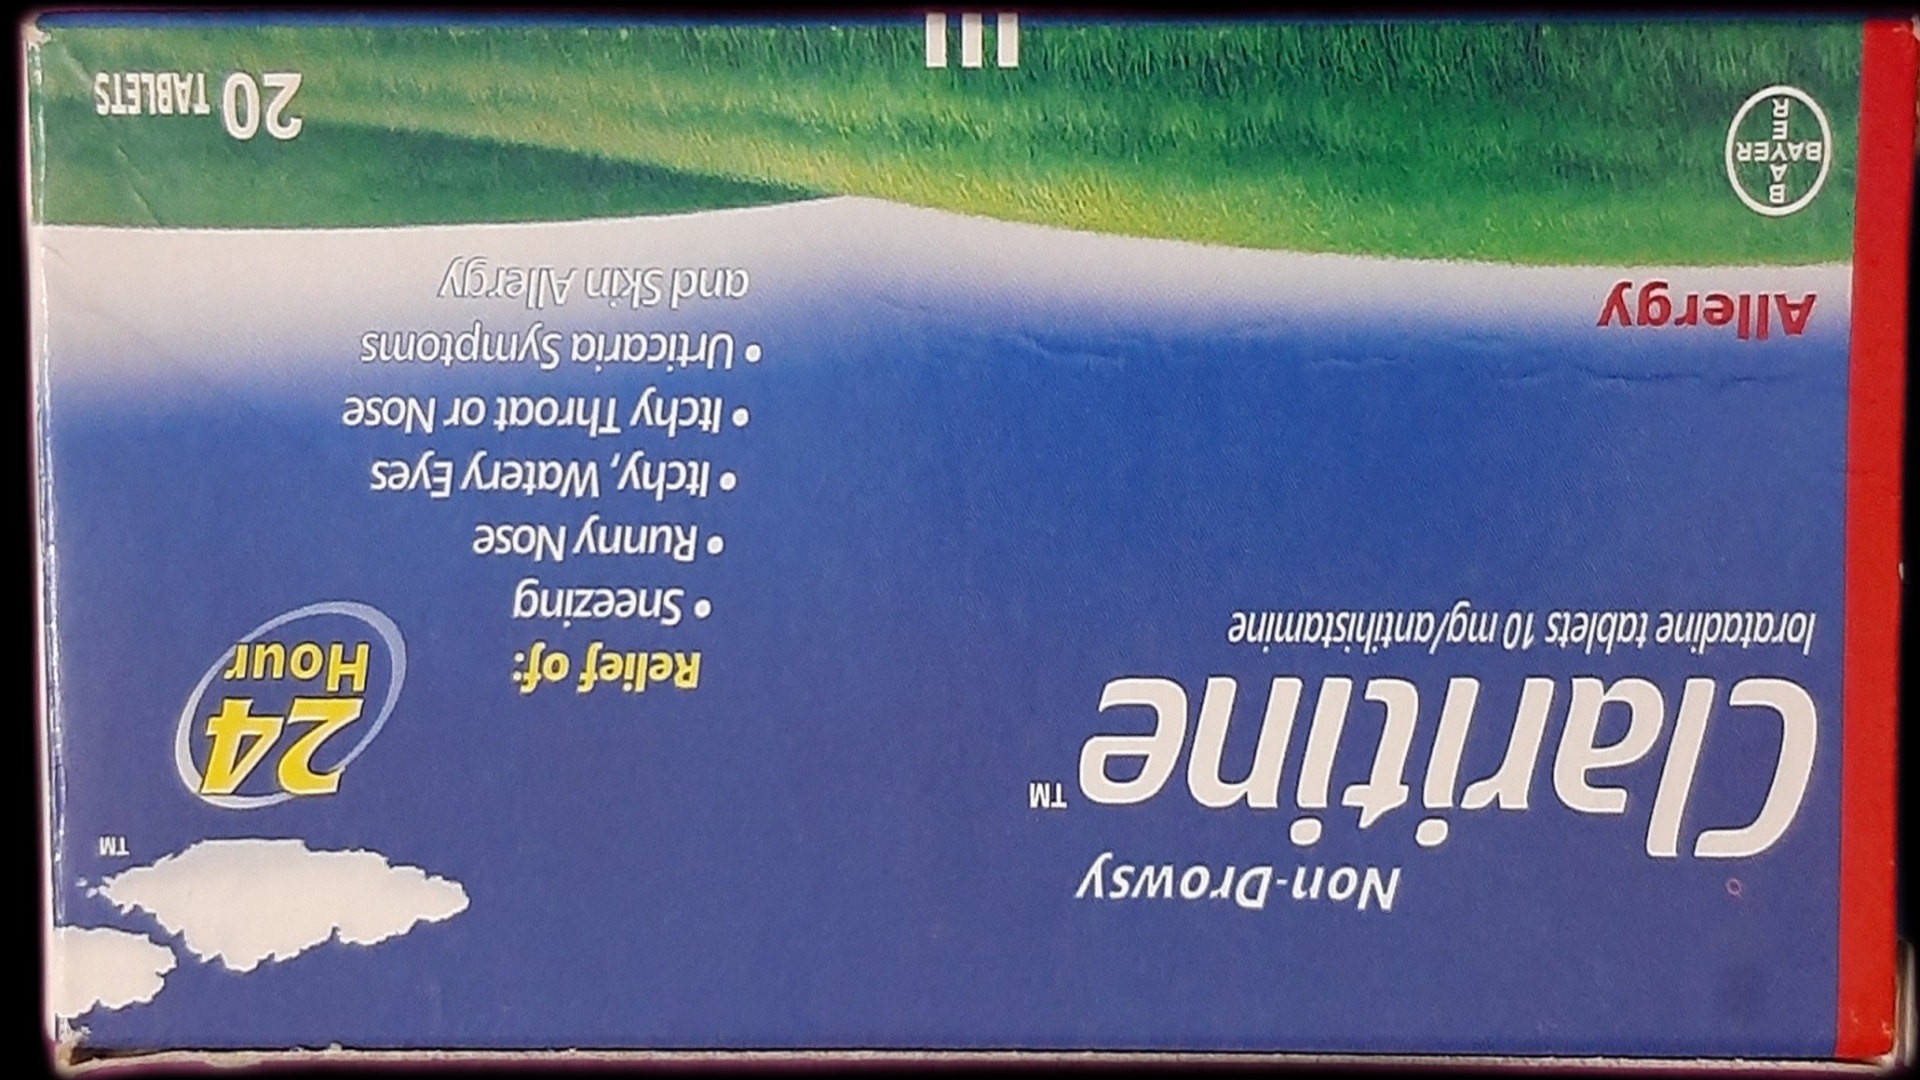 Non-Drowsy
Claritine™
loratadine tablets 10 mg/antihistamine
Allergy
TM
24
Hour
Relief of:
• Sneezing
• Runny Nose
• Itchy, Watery Eyes
• Itchy Throat or Nose
• Urticaria Symptoms
and Skin Allergy
BAYER
BAYER
20 TABLETS